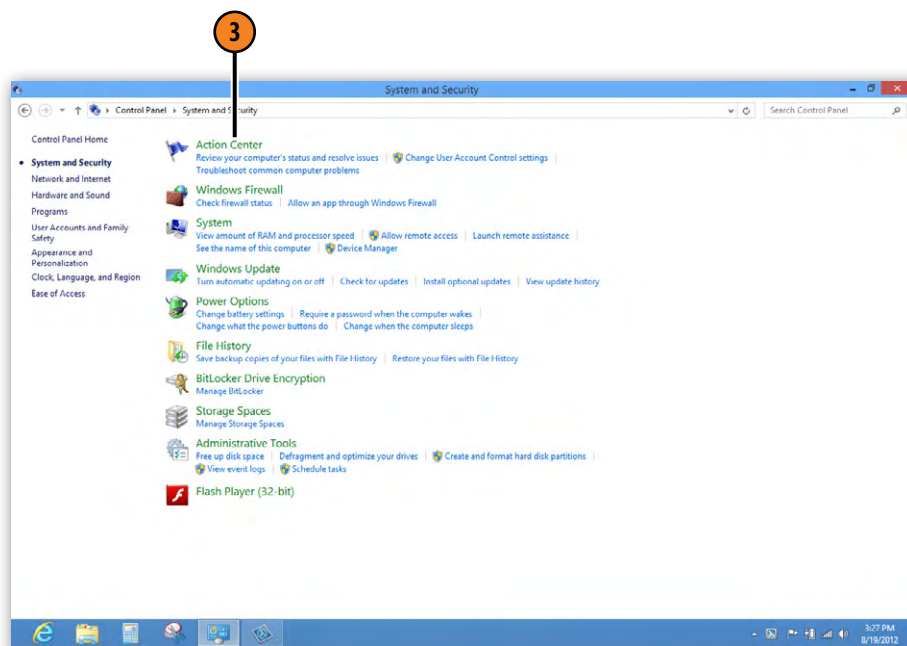 3
System and Security
Control Panel ▸ System and Security
Search Control Panel
Control Panel Home
System and Security
Network and Internet
Hardware and Sound
Programs
User Accounts and Family
Safety
Appearance and
Personalization
Clock, Language, and Region
Ease of Access
Action Center
Review your computer's status and resolve issues | Change User Account Control settings |
Troubleshoot common computer problems
Windows Firewall
Check firewall status | Allow an app through Windows Firewall
System
View amount of RAM and processor speed | Allow remote access | Launch remote assistance |
See the name of this computer | Device Manager
Windows Update
Turn automatic updating on or off | Check for updates | Install optional updates | View update history
Power Options
Change battery settings | Require a password when the computer wakes |
Change what the power buttons do | Change when the computer sleeps
File History
Save backup copies of your files with File History | Restore your files with File History
BitLocker Drive Encryption
Manage BitLocker
Storage Spaces
Manage Storage Spaces
Administrative Tools
Free up disk space | Defragment and optimize your drives | Create and format hard disk partitions |
View event logs | Schedule tasks
Flash Player (32-bit)
3:27 PM
8/19/2012